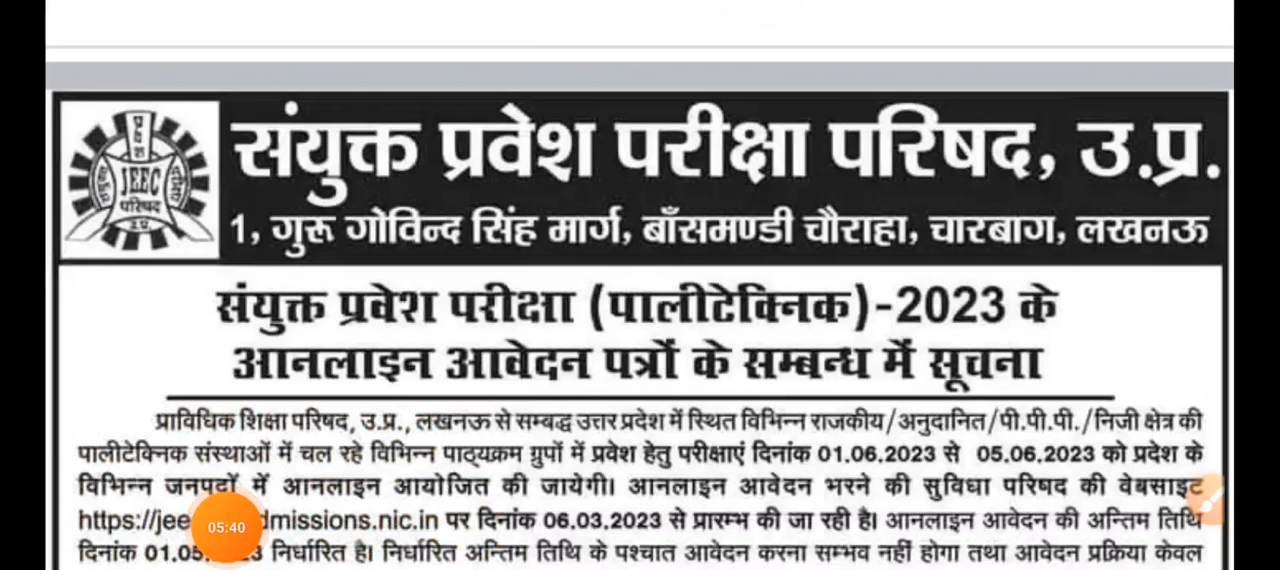 संयुक्त प्रवेश परीक्षा परिषद, उ.प्र.
JEEC
परिषद
उ.प्र.
1, गुरू गोविन्द सिंह मार्ग, बाँसमण्डी चौराहा, चारबाग, लखनऊ
संयुक्त प्रवेश परीक्षा (पालीटेक्निक)-2023 के
आनलाइन आवेदन पत्रों के सम्बन्ध में सूचना
प्राविधिक शिक्षा परिषद, उ.प्र., लखनऊ से सम्बद्ध उत्तर प्रदेश में स्थित विभिन्न राजकीय/अनुदानित/पी.पी.पी./निजी क्षेत्र की
पालीटेक्निक संस्थाओं में चल रहे विभिन्न पाठ्यक्रम ग्रुपों में प्रवेश हेतु परीक्षाएं दिनांक 01.06.2023 से 05.06.2023 को प्रदेश के
विभिन्न जनपदों में आनलाइन आयोजित की जायेगी। आनलाइन आवेदन भरने की सुविधा परिषद की वेबसाइट
https://jee dmissions.nic.in पर दिनांक 06.03.2023 से प्रारम्भ की जा रही है। आनलाइन आवेदन की अन्तिम तिथि
05:40
दिनांक 01.05. 3 निर्धारित है। निर्धारित अन्तिम तिथि के पश्चात आवेदन करना सम्भव नहीं होगा तथा आवेदन प्रक्रिया केवल